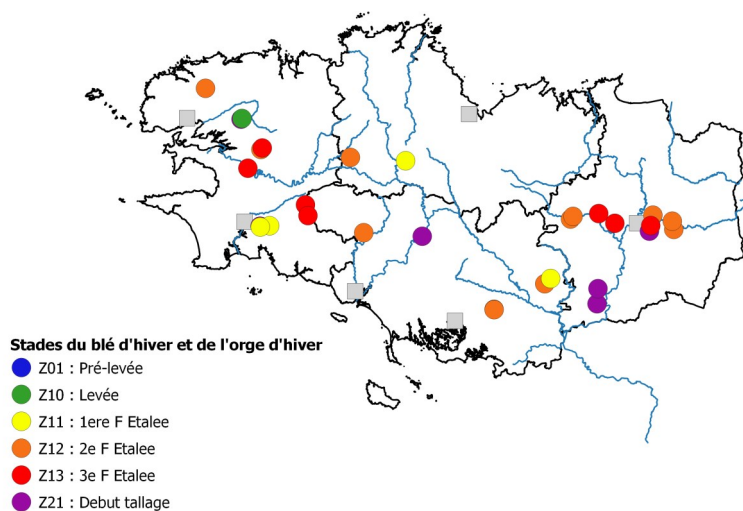 Stades du blé d'hiver et de l'orge d'hiver
Z01 : Pré-levée
Z10 : Levée
Z11 : 1ere F Etalee
Z12 : 2e F Etalee
Z13 : 3e F Etalee
Z21 : Debut tallage